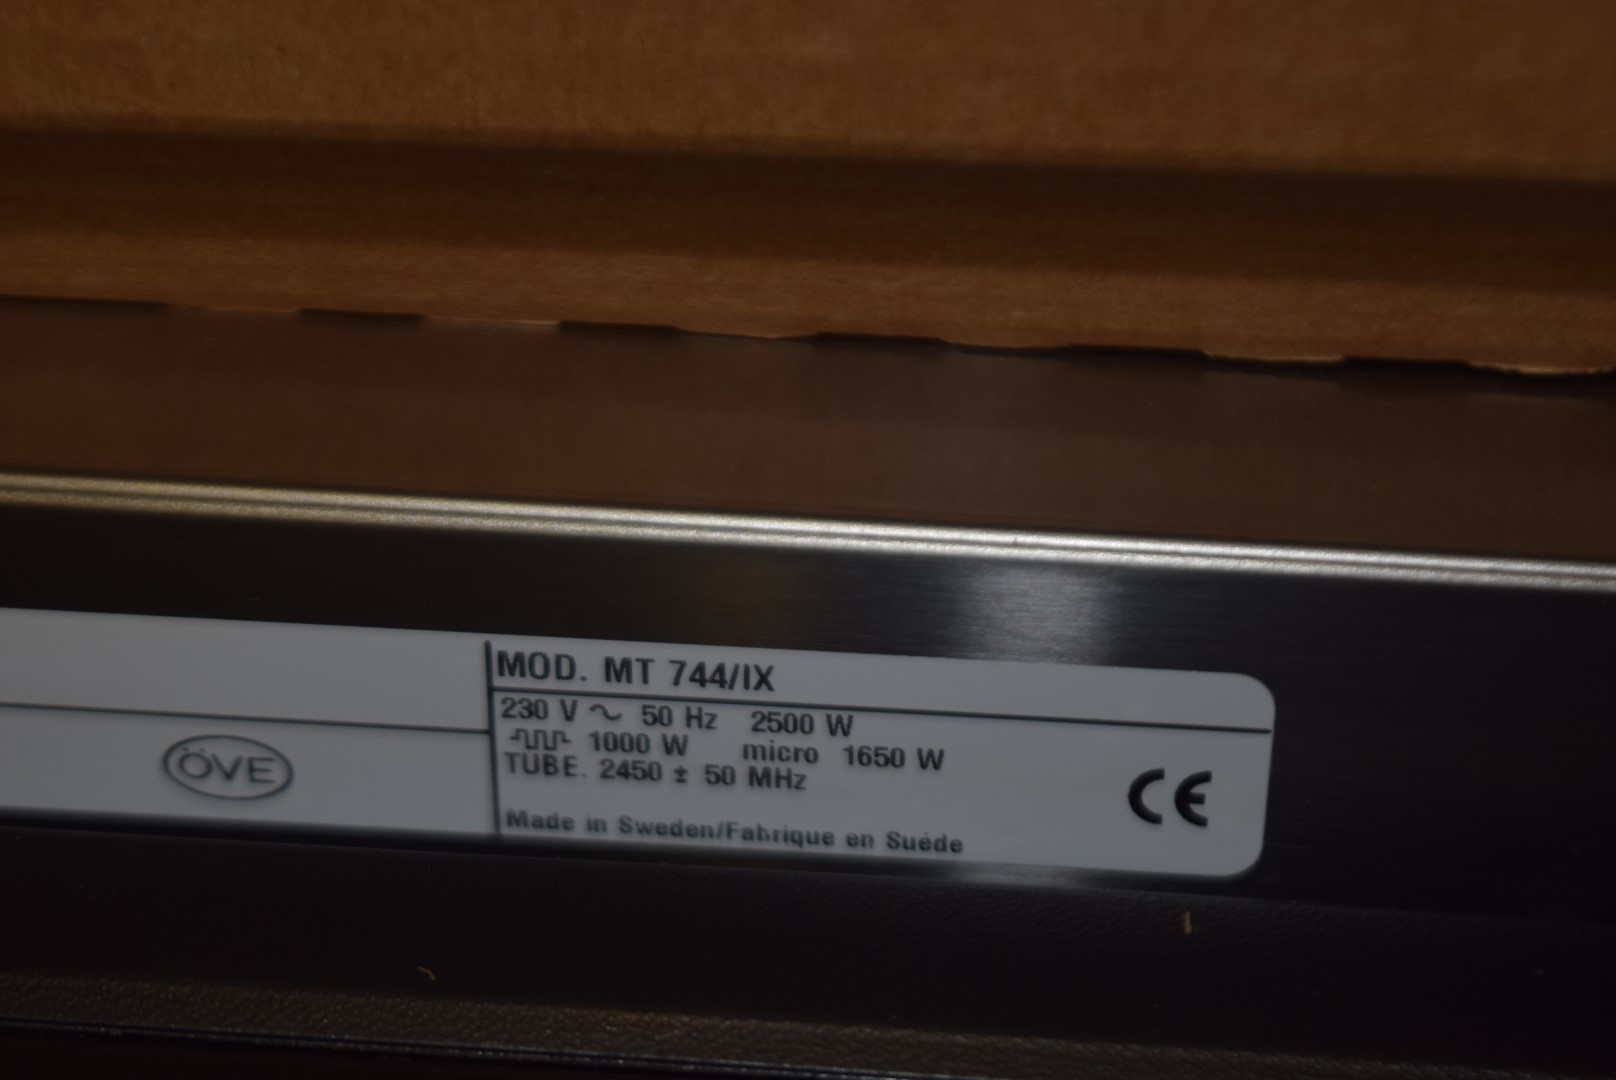 MOD. MT 744/IX
230 V ~ 50 Hz 2500 W
1000 W micro 1650 W
TUBE. 2450 ± 50 MHz
ÖVE
CE
Made in Sweden/Fabrique en Suède